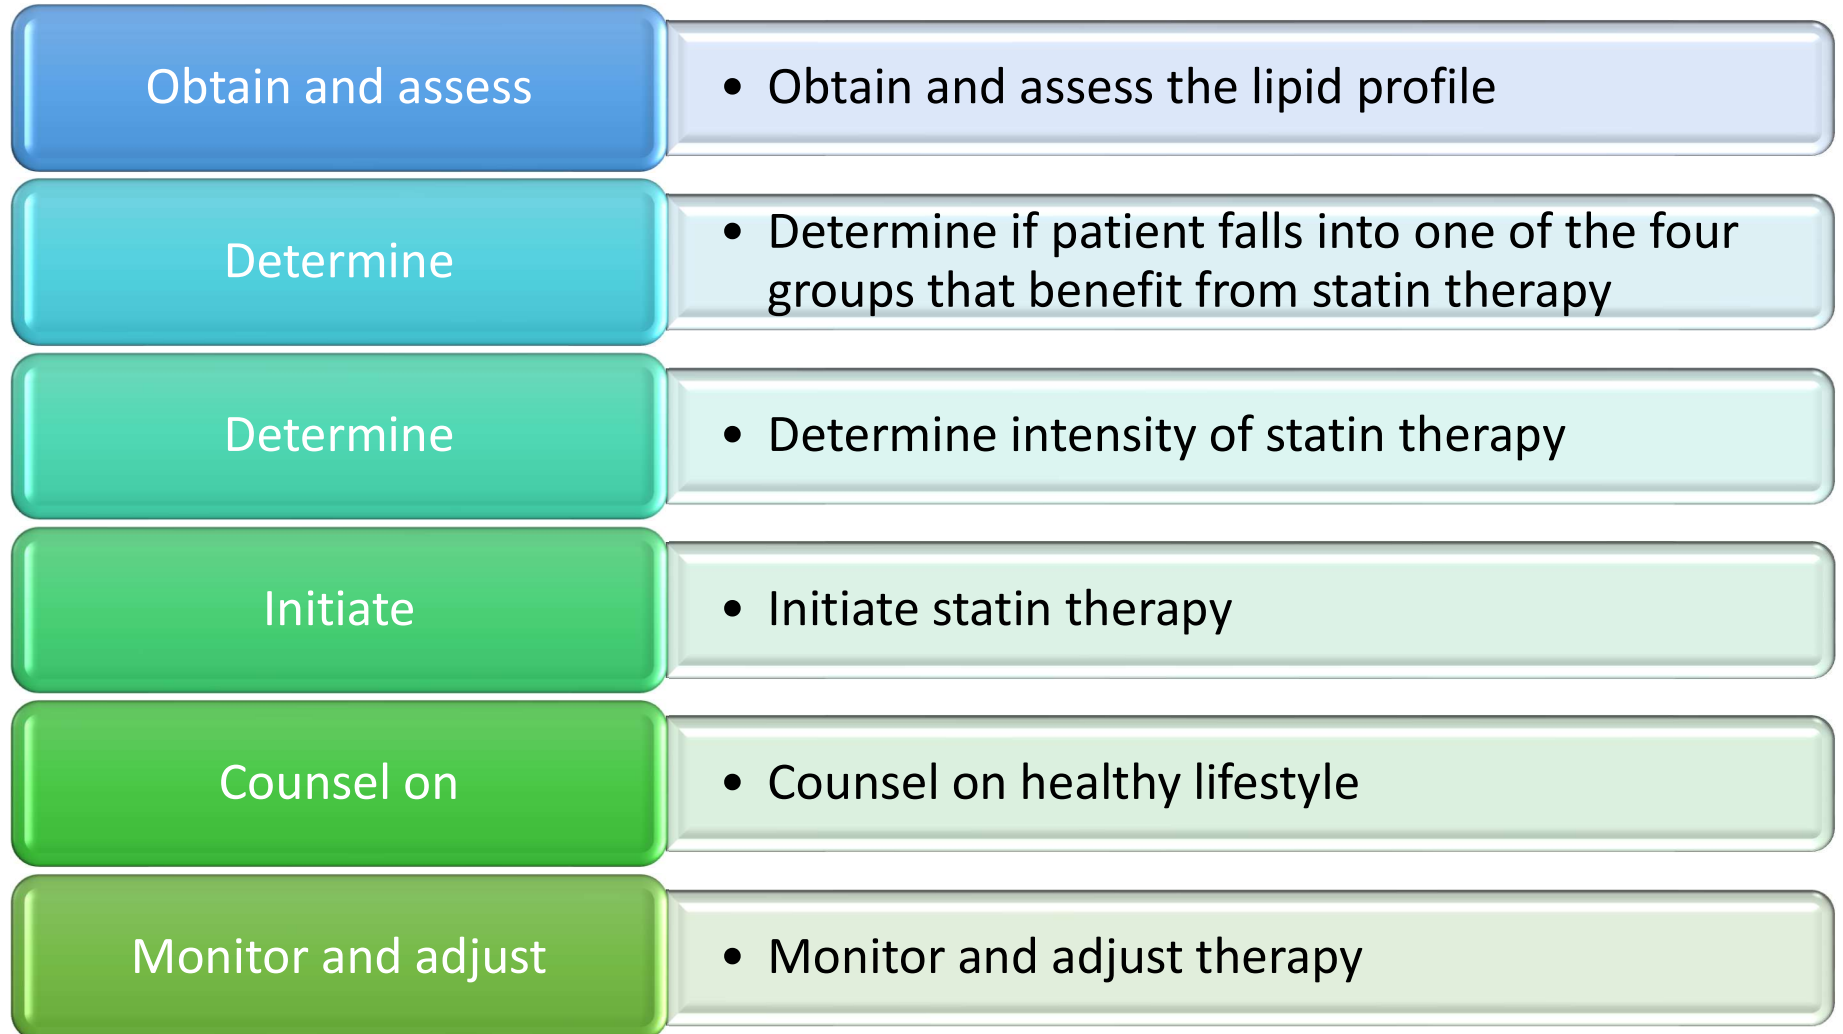 Obtain and assess
• Obtain and assess the lipid profile
Determine
• Determine if patient falls into one of the four
groups that benefit from statin therapy
Determine
• Determine intensity of statin therapy
Initiate
• Initiate statin therapy
Counsel on
• Counsel on healthy lifestyle
Monitor and adjust
• Monitor and adjust therapy